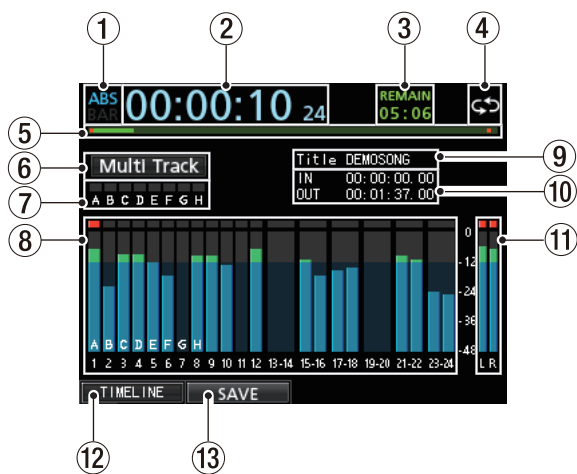 ① ② ③ ④
ABS
BAR
00:00:10 24
REMAIN
05:06
⑤
⑥ Multi Track
Title DEMOSONG ⑨
IN 00:00:00.00
OUT 00:01:37.00 ⑩
⑦ A B C D E F G H
⑧ ⑪
0
-12
-24
-36
-48
A B C D E F G H
1 2 3 4 5 6 7 8 9 10 11 12 13-14 15-16 17-18 19-20 21-22 23-24 L R
TIMELINE SAVE
⑫ ⑬